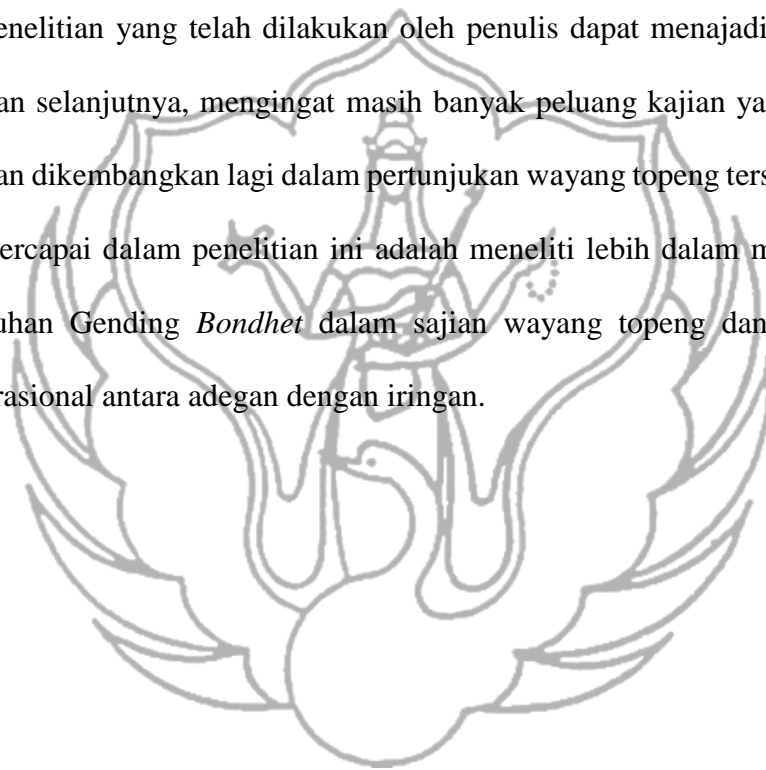 enelitian yang telah dilakukan oleh penulis dapat menajadi
an selanjutnya, mengingat masih banyak peluang kajian ya
an dikembangkan lagi dalam pertunjukan wayang topeng ters
ercapai dalam penelitian ini adalah meneliti lebih dalam m
uhan Gending Bondhet dalam sajian wayang topeng dan
rasional antara adegan dengan iringan.